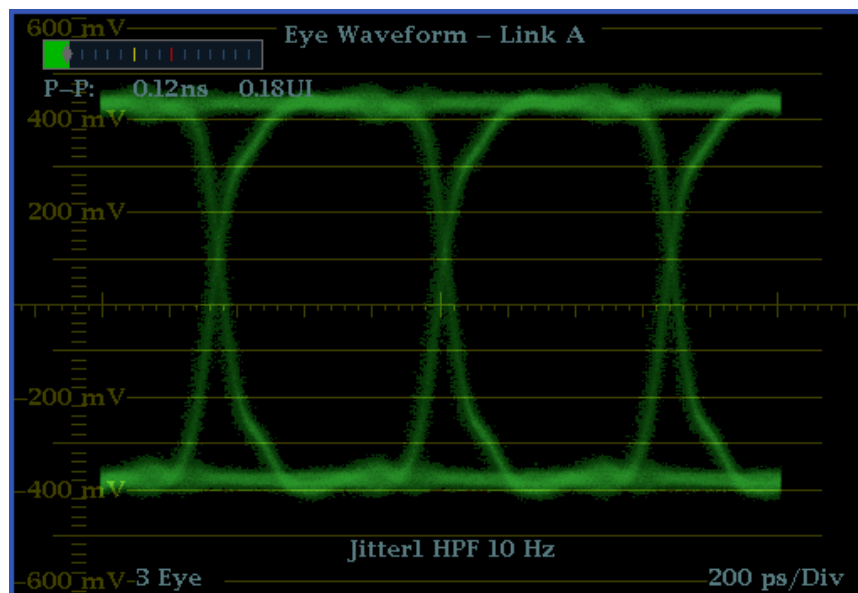 600 mV
Eye Waveform – Link A
P–P: 0.12ns 0.18UI
400 mV
200 mV
-200 mV
-400 mV
Jitter1 HPF 10 Hz
-600 mV
3 Eye
200 ps/Div